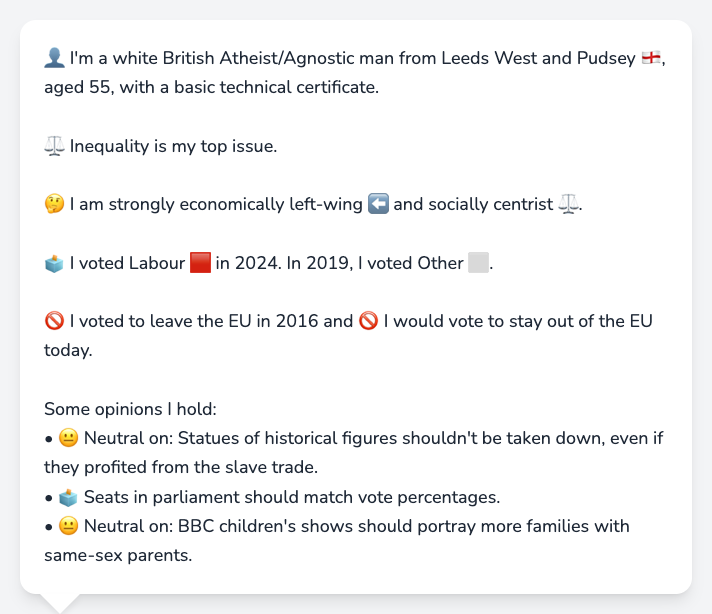 👤 I'm a white British Atheist/Agnostic man from Leeds West and Pudsey 🏴󠁧󠁢󠁥󠁮󠁧󠁿,
aged 55, with a basic technical certificate.
⚖️ Inequality is my top issue.
🤔 I am strongly economically left-wing ⬅️ and socially centrist ⚖️.
🗳️ I voted Labour 🟥 in 2024. In 2019, I voted Other ⬜.
🚫 I voted to leave the EU in 2016 and 🚫 I would vote to stay out of the EU
today.
Some opinions I hold:
• 😐 Neutral on: Statues of historical figures shouldn't be taken down, even if
they profited from the slave trade.
• 🗳️ Seats in parliament should match vote percentages.
• 😐 Neutral on: BBC children's shows should portray more families with
same-sex parents.